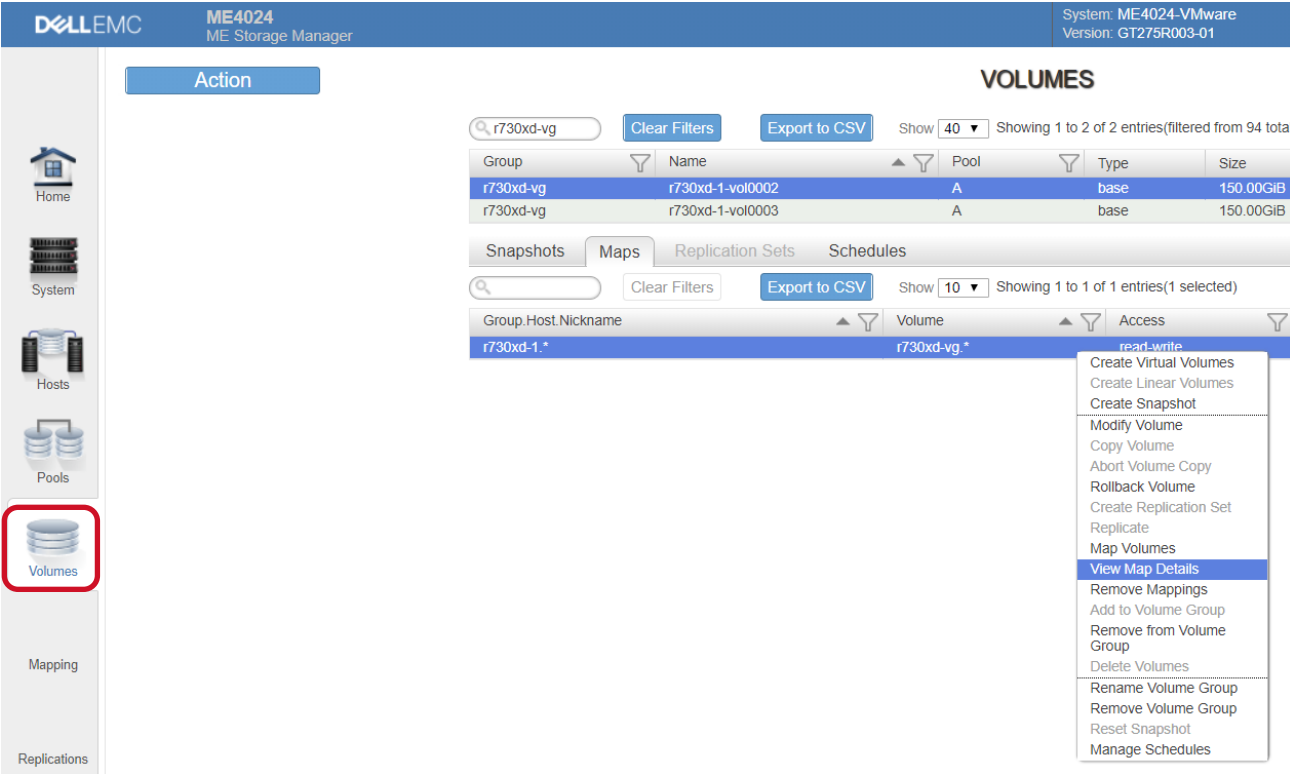 DELLEMC
ME4024
ME Storage Manager
System: ME4024-VMware
Version: GT275R003-01
Action
VOLUMES
r730xd-vg Clear Filters Export to CSV Show 40 Showing 1 to 2 of 2 entries(filtered from 94 tota
Group Name Pool Type Size
r730xd-vg r730xd-1-vol0002 A base 150.00GiB
r730xd-vg r730xd-1-vol0003 A base 150.00GiB
Snapshots Maps Replication Sets Schedules
Clear Filters Export to CSV Show 10 Showing 1 to 1 of 1 entries(1 selected)
Group.Host.Nickname Volume Access
r730xd-1.* r730xd-vg.* read-write
Create Virtual Volumes
Create Linear Volumes
Create Snapshot
Modify Volume
Copy Volume
Abort Volume Copy
Rollback Volume
Create Replication Set
Replicate
Map Volumes
View Map Details
Remove Mappings
Add to Volume Group
Remove from Volume
Group
Delete Volumes
Rename Volume Group
Remove Volume Group
Reset Snapshot
Manage Schedules
Home
System
Hosts
Pools
Volumes
Mapping
Replications